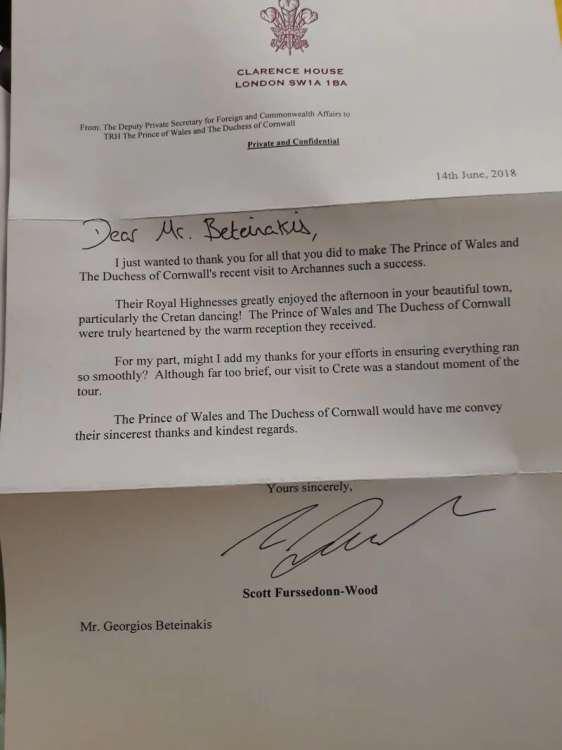 CLARENCE HOUSE
LONDON SW1A 1BA
From: The Deputy Private Secretary for Foreign and Commonwealth Affairs to
TRH The Prince of Wales and The Duchess of Cornwall
Private and Confidential
14th June, 2018
Dear Mr. Beteinakis,
I just wanted to thank you for all that you did to make The Prince of Wales and
The Duchess of Cornwall's recent visit to Archannes such a success.
Their Royal Highnesses greatly enjoyed the afternoon in your beautiful town,
particularly the Cretan dancing! The Prince of Wales and The Duchess of Cornwall
were truly heartened by the warm reception they received.
For my part, might I add my thanks for your efforts in ensuring everything ran
so smoothly? Although far too brief, our visit to Crete was a standout moment of the
tour.
The Prince of Wales and The Duchess of Cornwall would have me convey
their sincerest thanks and kindest regards.
Yours sincerely,
Scott Furssedonn-Wood
Mr. Georgios Beteinakis